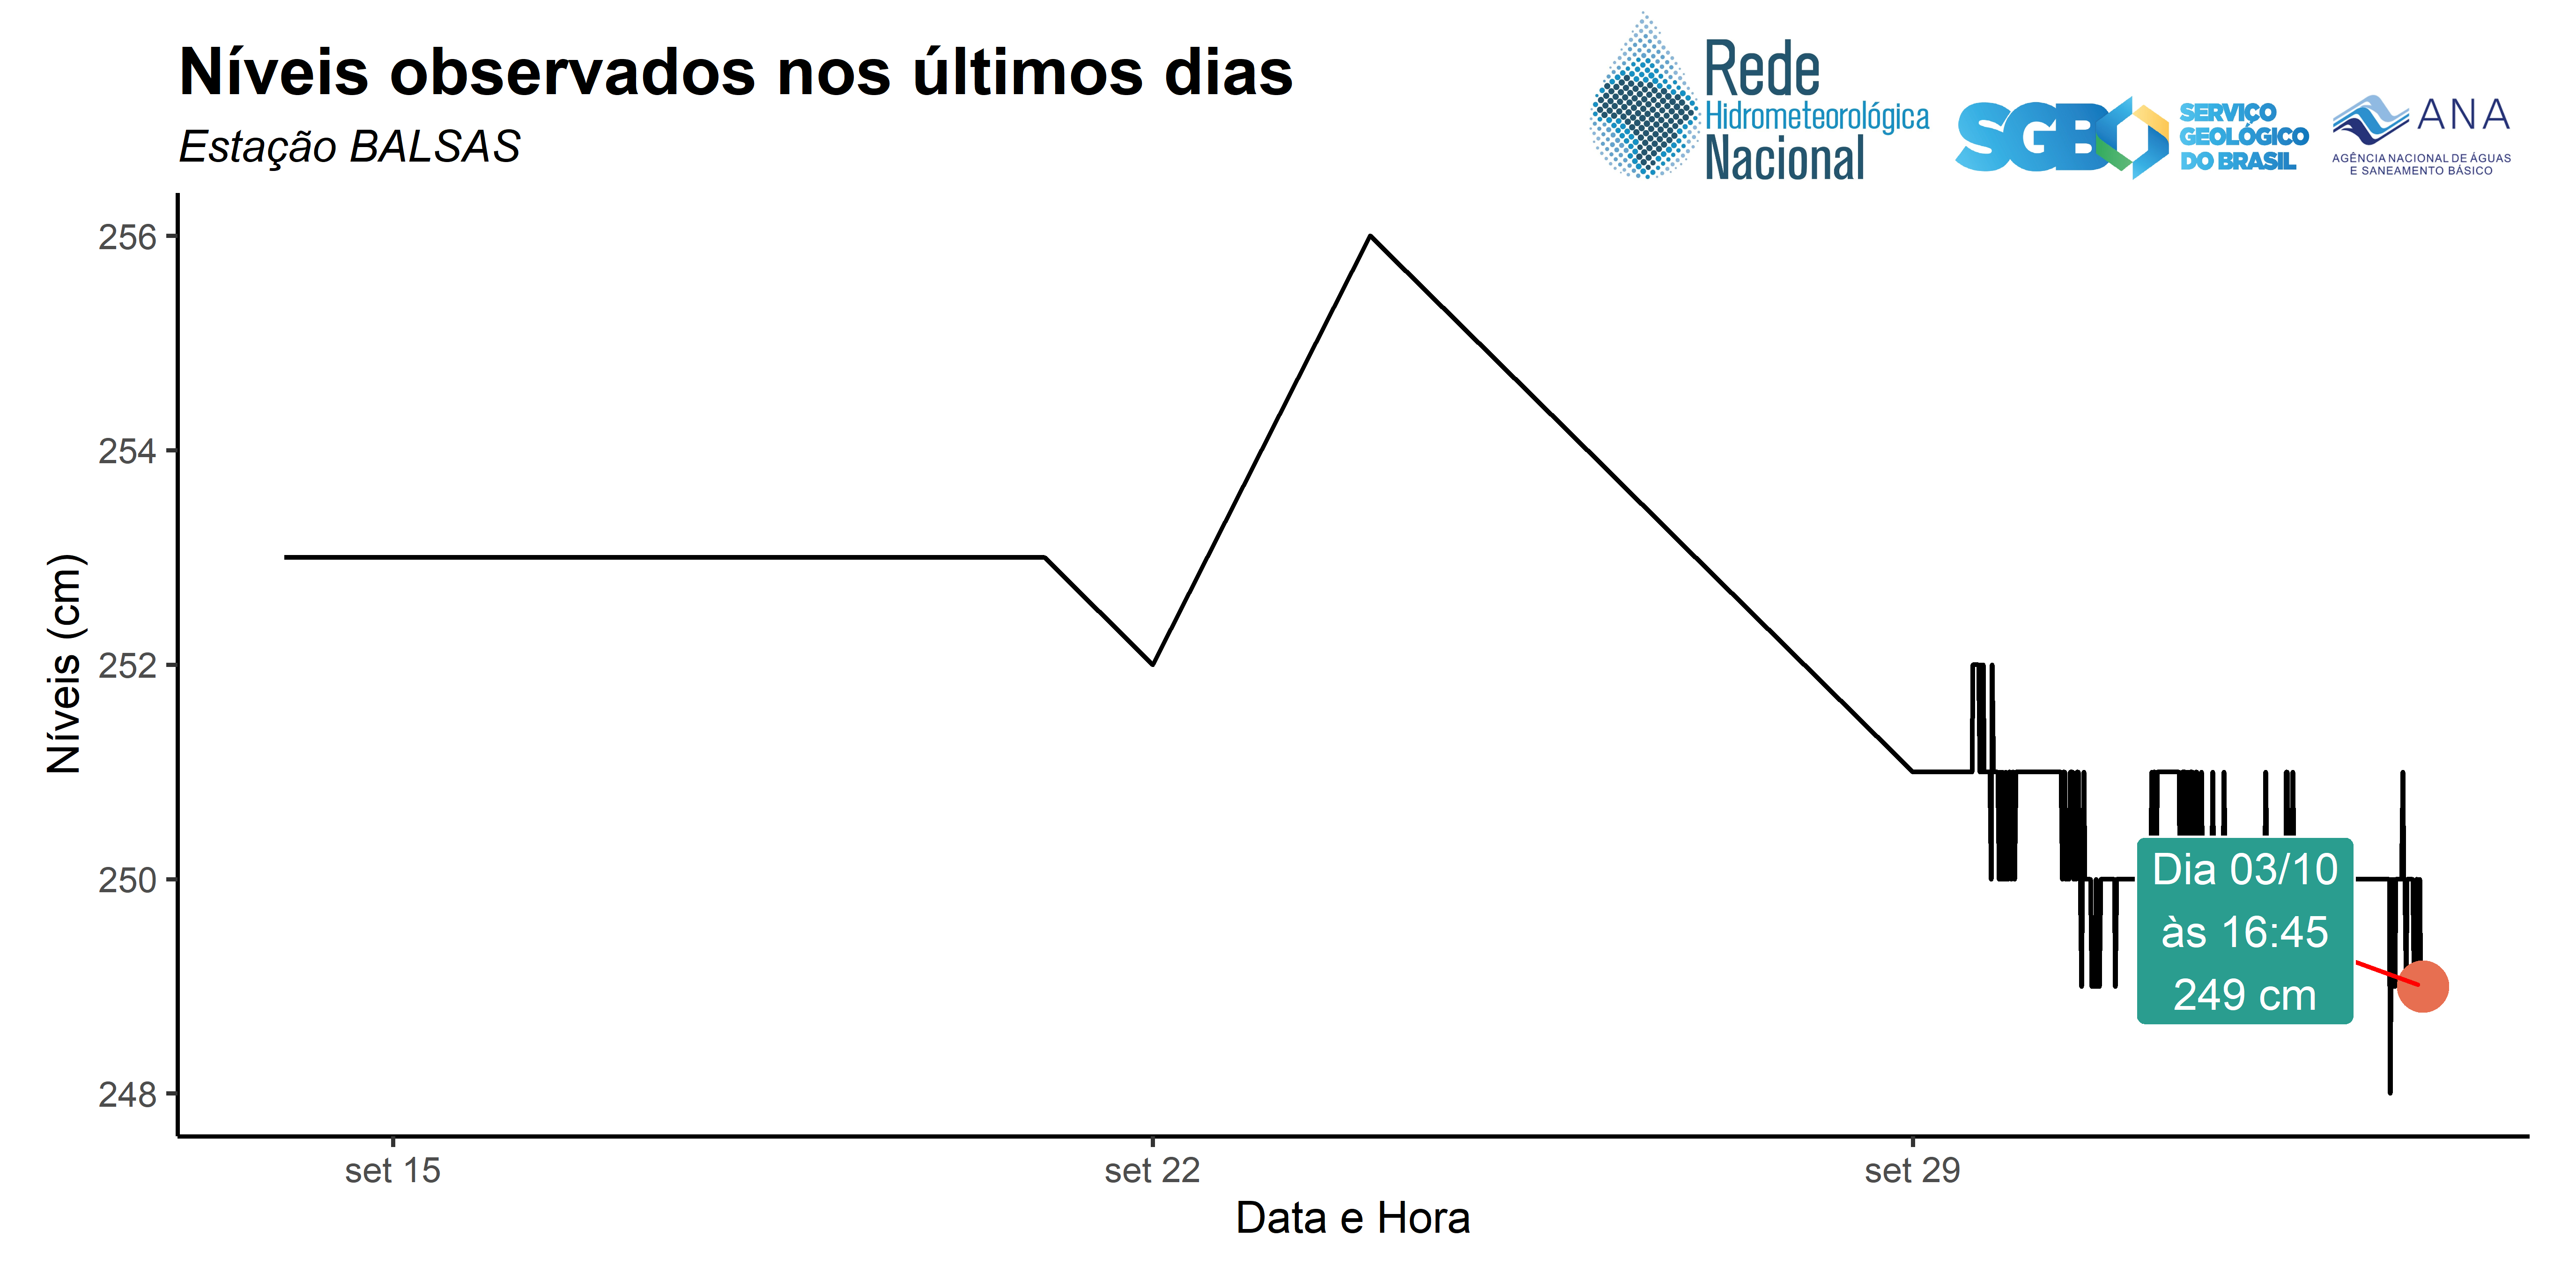 Níveis observados nos últimos dias
Estação BALSAS
Rede
Hidrometeorológica
Nacional
SGB
SERVIÇO
GEOLÓGICO
DO BRASIL
ANA
AGÊNCIA NACIONAL DE ÁGUAS
E SANEAMENTO BÁSICO
Níveis (cm)
256
254
252
250
248
Dia 03/10
às 16:45
249 cm
set 15
set 22
set 29
Data e Hora